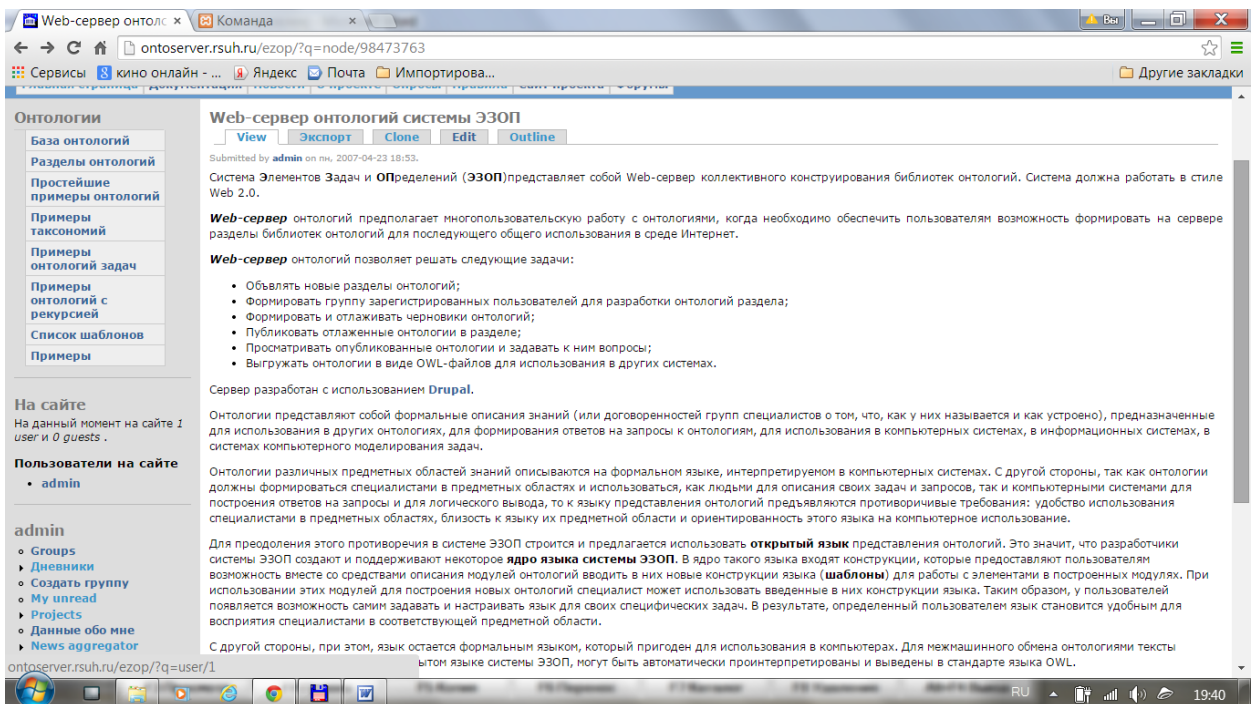 Web-сервер онтолс
Команда
Вы
ontoserver.rsuh.ru/ezop/?q=node/98473763
Сервисы кино онлайн - ... Яндекс Почта Импортирова... Другие закладки
Главная страница Документация Новости О проекте Опросы Правила Сайт проекта Форумы
Онтологии
База онтологий
Разделы онтологий
Простейшие
примеры онтологий
Примеры
таксономий
Примеры
онтологий задач
Примеры
онтологий с
рекурсией
Список шаблонов
Примеры
На сайте
На данный момент на сайте 1
user и 0 guests .
Пользователи на сайте
admin
admin
Groups
Дневники
Создать группу
My unread
Projects
Данные обо мне
News aggregator
Web-сервер онтологий системы ЭЗОП
View Экспорт Clone Edit Outline
Submitted by admin on пн, 2007-04-23 18:53.
Система Элементов Задач и ОПределений (ЭЗОП)представляет собой Web-сервер коллективного конструирования библиотек онтологий. Система должна работать в стиле
Web 2.0.
Web-сервер онтологий предполагает многопользовательскую работу с онтологиями, когда необходимо обеспечить пользователям возможность формировать на сервере
разделы библиотек онтологий для последующего общего использования в среде Интернет.
Web-сервер онтологий позволяет решать следующие задачи:
• Объвлять новые разделы онтологий;
• Формировать группу зарегистрированных пользователей для разработки онтологий раздела;
• Формировать и отлаживать черновики онтологий;
• Публиковать отлаженные онтологии в разделе;
• Просматривать опубликованные онтологии и задавать к ним вопросы;
• Выгружать онтологии в виде OWL-файлов для использования в других системах.
Сервер разработан с использованием Drupal.
Онтологии представляют собой формальные описания знаний (или договоренностей групп специалистов о том, что, как у них называется и как устроено), предназначенные
для использования в других онтологиях, для формирования ответов на запросы к онтологиям, для использования в компьютерных системах, в информационных системах, в
системах компьютерного моделирования задач.
Онтологии различных предметных областей знаний описываются на формальном языке, интерпретируемом в компьютерных системах. С другой стороны, так как онтологии
должны формироваться специалистами в предметных областях и использоваться, как людьми для описания своих задач и запросов, так и компьютерными системами для
построения ответов на запросы и для логического вывода, то к языку представления онтологий предъявляются противоричивые требования: удобство использования
специалистами в предметных областях, близость к языку их предметной области и ориентированность этого языка на компьютерное использование.
Для преодоления этого противоречия в системе ЭЗОП строится и предлагается использовать открытый язык представления онтологий. Это значит, что разработчики
системы ЭЗОП создают и поддерживают некоторое ядро языка системы ЭЗОП. В ядро такого языка входят конструкции, которые предоставляют пользователям
возможность вместе со средствами описания модулей онтологий вводить в них новые конструкции языка (шаблоны) для работы с элементами в построенных модулях. При
использовании этих модулей для построения новых онтологий специалист может использовать введенные в них конструкции языка. Таким образом, у пользователей
появляется возможность самим задавать и настраивать язык для своих специфических задач. В результате, определенный пользователем язык становится удобным для
восприятия специалистами в соответствующей предметной области.
С другой стороны, при этом, язык остается формальным языком, который пригоден для использования в компьютерах. Для межмашинного обмена онтологиями тексты
ытом языке системы ЭЗОП, могут быть автоматически проинтерпретированы и выведены в стандарте языка OWL.
ontoserver.rsuh.ru/ezop/?q=user/1
RU 19:40